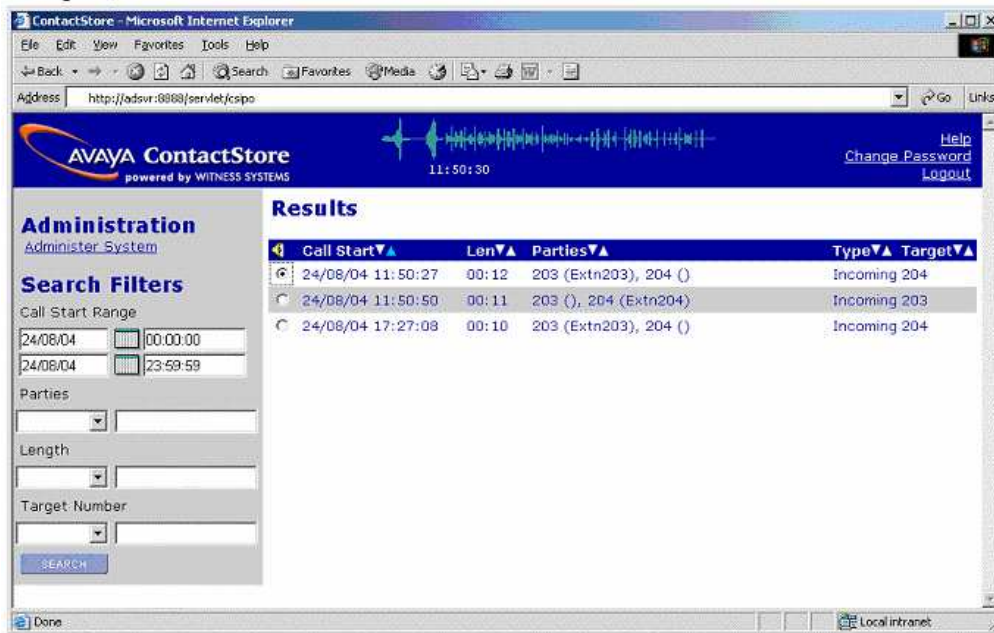 ContactStore - Microsoft Internet Explorer
File Edit View Favorites Tools Help
Back Search Favorites Media
Address http://adsvr:8888/servlet/csipo Go Links
AVAYA ContactStore
powered by WITNESS SYSTEMS
11:50:30
Help
Change Password
Logout
Administration
Administer System
Search Filters
Call Start Range
24/08/04 00:00:00
24/08/04 23:59:59
Parties
Length
Target Number
SEARCH
Results
Call Start▼▲ Len▼▲ Parties▼▲ Type▼▲ Target▼▲
24/08/04 11:50:27 00:12 203 (Extn203), 204 () Incoming 204
24/08/04 11:50:50 00:11 203 (), 204 (Extn204) Incoming 203
24/08/04 17:27:08 00:10 203 (Extn203), 204 () Incoming 204
Done Local intranet